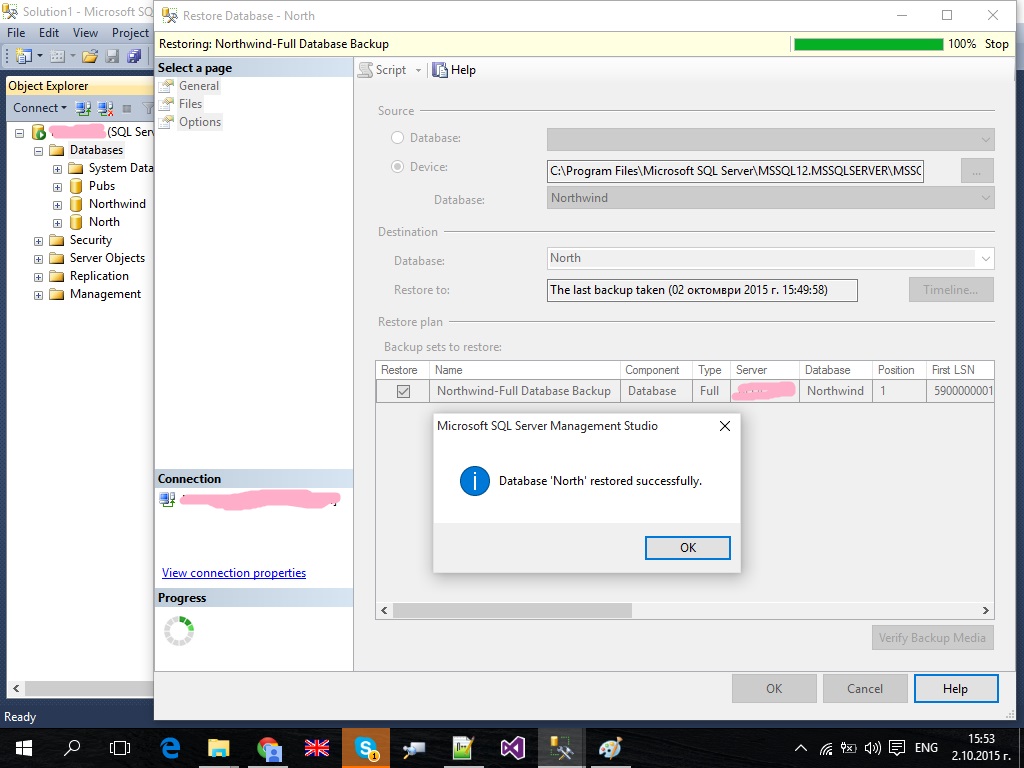 Solution1 - Microsoft SQ
File Edit View Project
Object Explorer
Connect
(SQL Serv
Databases
System Data
Pubs
Northwind
North
Security
Server Objects
Replication
Management
Ready
Restore Database - North
Restoring: Northwind-Full Database Backup
100% Stop
Select a page
General
Files
Options
Connection
View connection properties
Progress
Script Help
Source
Database:
Device: C:\Program Files\Microsoft SQL Server\MSSQL12.MSSQLSERVER\MSSQ ...
Database: Northwind
Destination
Database: North
Restore to: The last backup taken (02 октомври 2015 г. 15:49:58) Timeline...
Restore plan
Backup sets to restore:
Restore Name Component Type Server Database Position First LSN
Northwind-Full Database Backup Database Full Northwind 1 5900000001
Microsoft SQL Server Management Studio
Database 'North' restored successfully.
OK
Verify Backup Media
OK Cancel Help
1
ENG
15:53
2.10.2015 г.